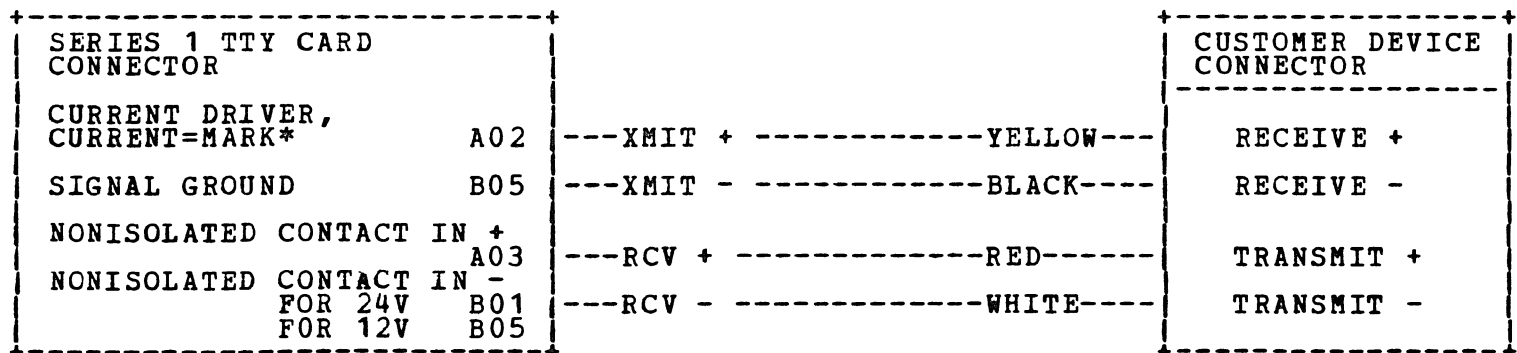 SERIES 1 TTY CARD CUSTOMER DEVICE
CONNECTOR CONNECTOR
CURRENT DRIVER,
CURRENT=MARK* A02 ---XMIT + ------------YELLOW--- RECEIVE +
SIGNAL GROUND B05 ---XMIT - ------------BLACK---- RECEIVE -
NONISOLATED CONTACT IN +
A03 ---RCV + -------------RED------ TRANSMIT +
NONISOLATED CONTACT IN -
FOR 24V B01 ---RCV - -------------WHITE---- TRANSMIT -
FOR 12V B05